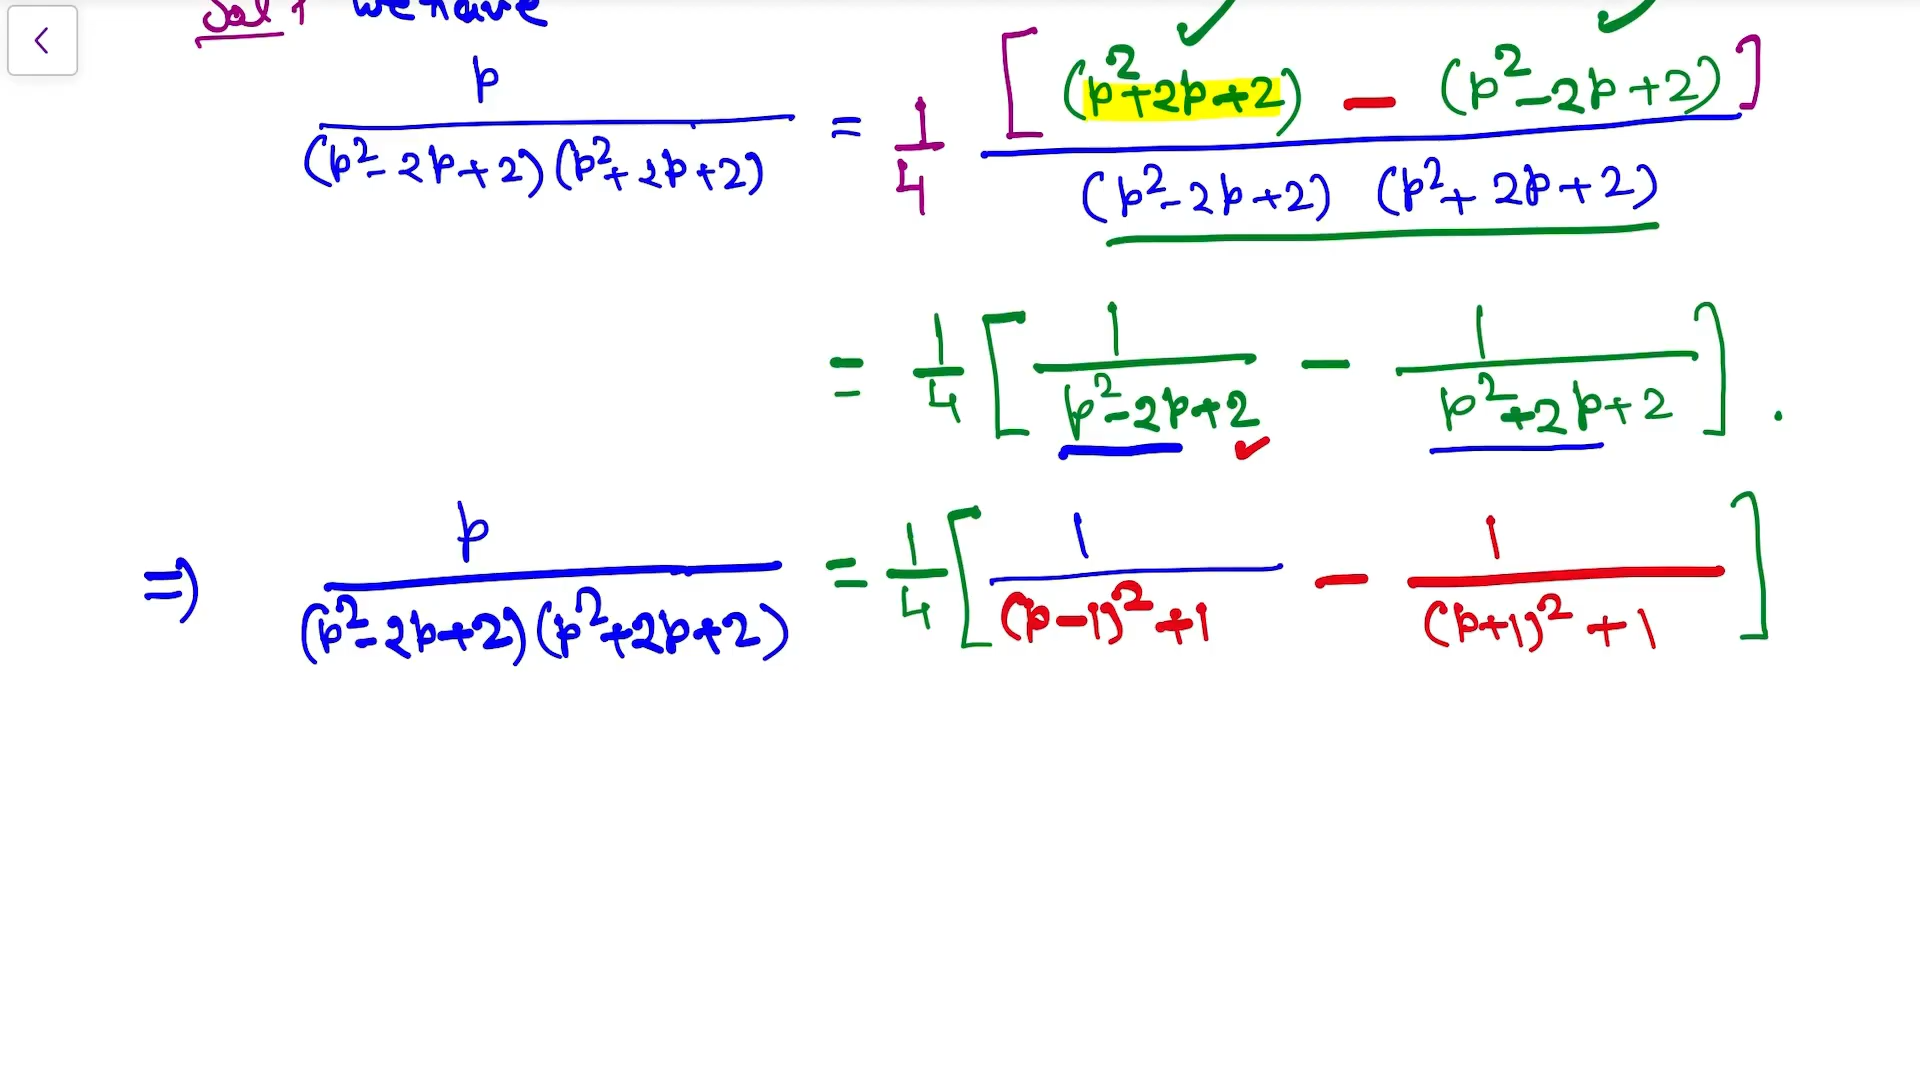 Sol : we have
p / (p² - 2p + 2) (p² + 2p + 2) = 1/4 [(p² + 2p + 2) - (p² - 2p + 2)] / (p² - 2p + 2) (p² + 2p + 2)
= 1/4 [ 1 / p² - 2p + 2 - 1 / p² + 2p + 2 ] .
⇒ p / (p² - 2p + 2) (p² + 2p + 2) = 1/4 [ 1 / (p - 1)² + 1 - 1 / (p + 1)² + 1 ]